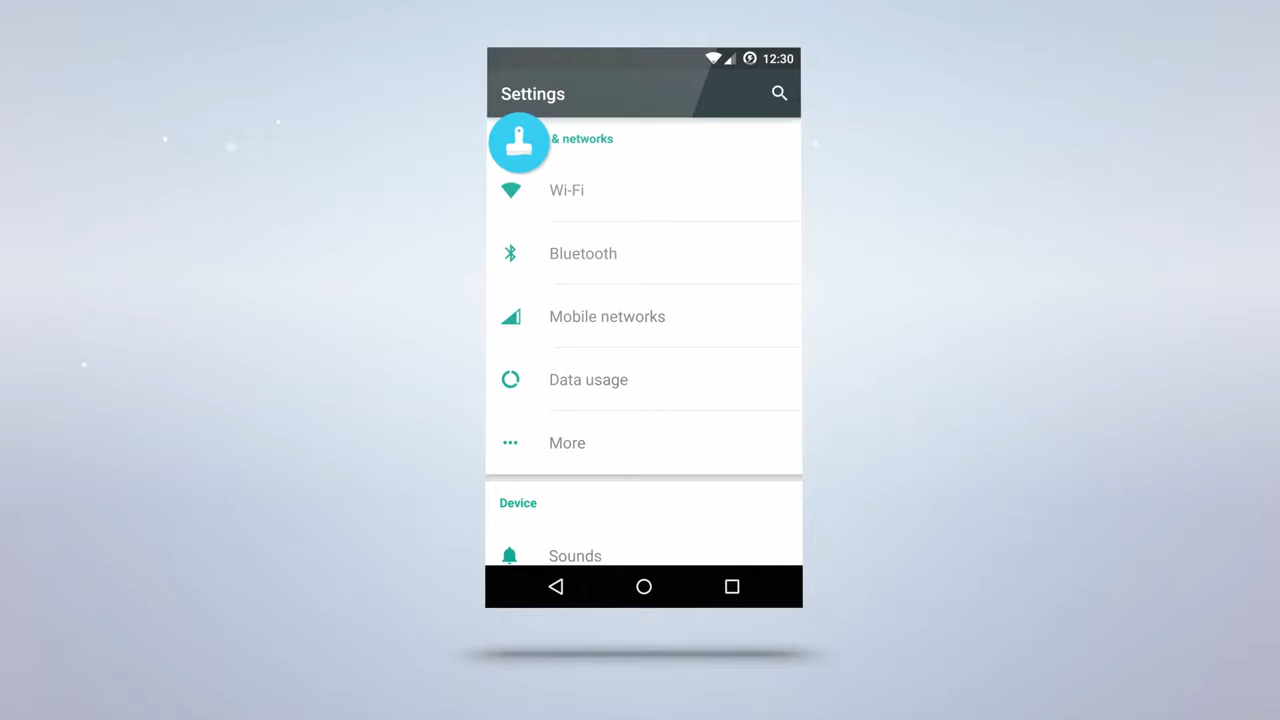 12:30
Settings
& networks
Wi-Fi
Bluetooth
Mobile networks
Data usage
More
Device
Sounds